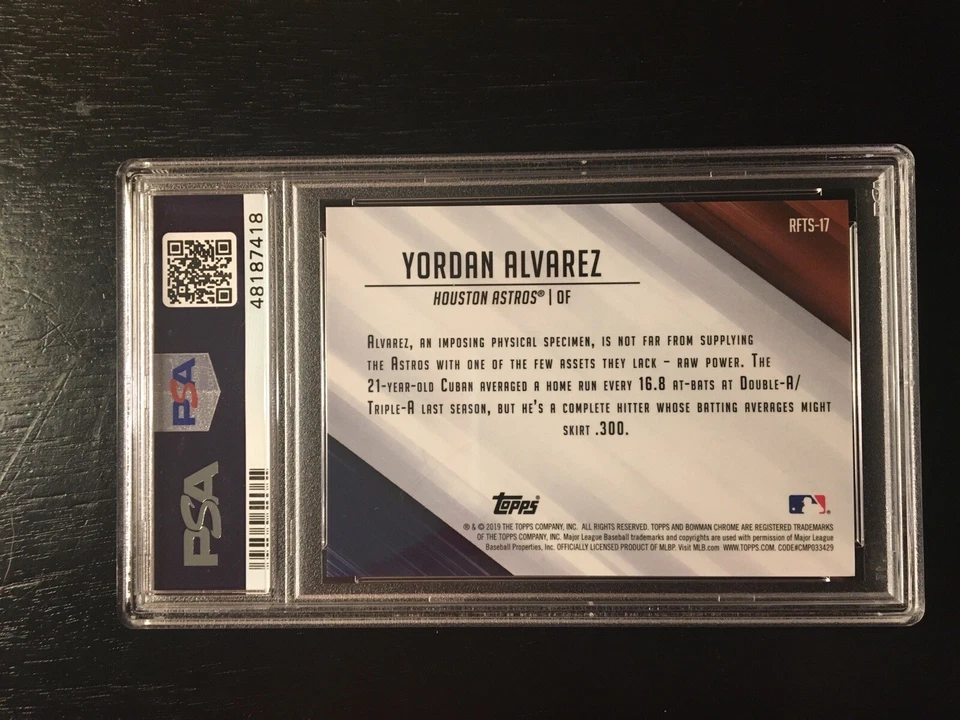 RFTS-17
YORDAN ALVAREZ
HOUSTON ASTROS® | OF
ALVAREZ, AN IMPOSING PHYSICAL SPECIMEN, IS NOT FAR FROM SUPPLYING
THE ASTROS WITH ONE OF THE FEW ASSETS THEY LACK – RAW POWER. THE
21-YEAR-OLD CUBAN AVERAGED A HOME RUN EVERY 16.8 AT-BATS AT DOUBLE-A/
TRIPLE-A LAST SEASON, BUT HE'S A COMPLETE HITTER WHOSE BATTING AVERAGES MIGHT
SKIRT .300.
topps®
® & © 2019 THE TOPPS COMPANY, INC. ALL RIGHTS RESERVED. TOPPS AND BOWMAN CHROME ARE REGISTERED TRADEMARKS
OF THE TOPPS COMPANY, INC. Major League Baseball trademarks and copyrights are used with permission of Major League
Baseball Properties, Inc. OFFICIALLY LICENSED PRODUCT OF MLBP. Visit MLB.com WWW.TOPPS.COM. CODE#CMP033429
48187418
PSA
PSA